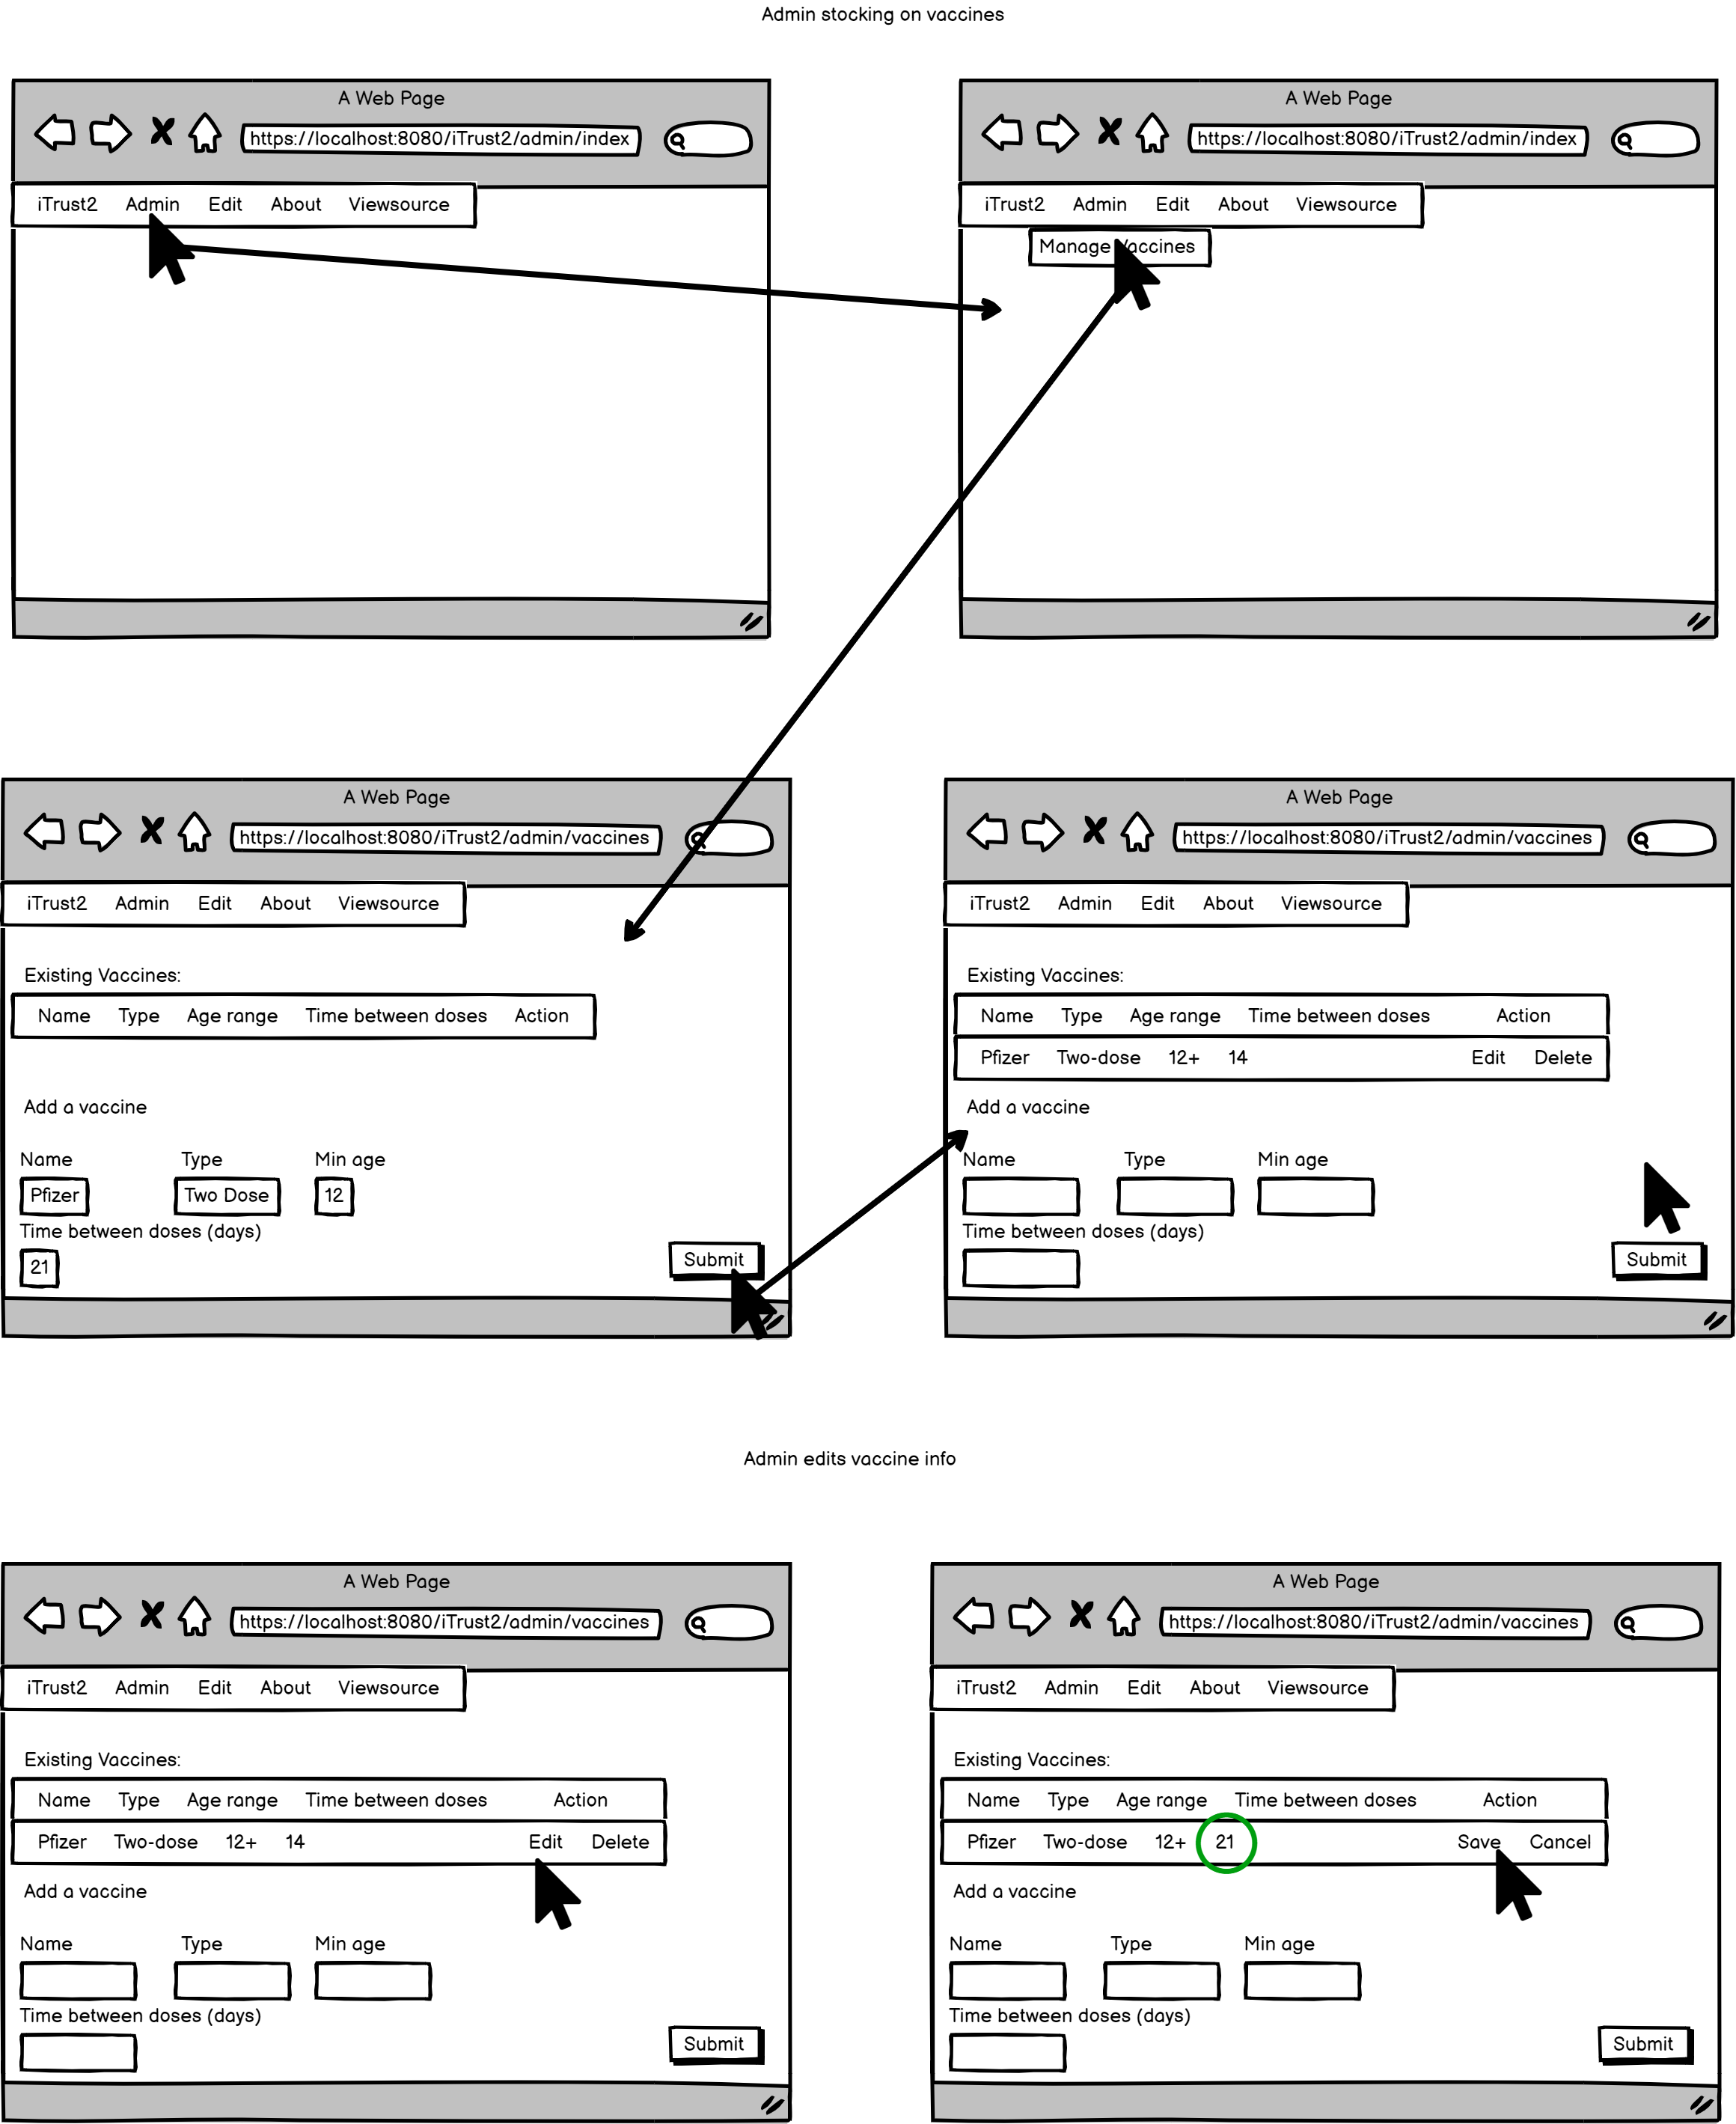 Admin stocking on vaccines
A Web Page
https://localhost:8080/iTrust2/admin/index
iTrust2 Admin Edit About Viewsource
A Web Page
https://localhost:8080/iTrust2/admin/index
iTrust2 Admin Edit About Viewsource
Manage Vaccines
A Web Page
https://localhost:8080/iTrust2/admin/vaccines
iTrust2 Admin Edit About Viewsource
Existing Vaccines:
Name Type Age range Time between doses Action
Add a vaccine
Name Type Min age
Pfizer Two Dose 12
Time between doses (days)
21
Submit
A Web Page
https://localhost:8080/iTrust2/admin/vaccines
iTrust2 Admin Edit About Viewsource
Existing Vaccines:
Name Type Age range Time between doses Action
Pfizer Two-dose 12+ 14 Edit Delete
Add a vaccine
Name Type Min age
Time between doses (days)
Submit
Admin edits vaccine info
A Web Page
https://localhost:8080/iTrust2/admin/vaccines
iTrust2 Admin Edit About Viewsource
Existing Vaccines:
Name Type Age range Time between doses Action
Pfizer Two-dose 12+ 14 Edit Delete
Add a vaccine
Name Type Min age
Time between doses (days)
Submit
A Web Page
https://localhost:8080/iTrust2/admin/vaccines
iTrust2 Admin Edit About Viewsource
Existing Vaccines:
Name Type Age range Time between doses Action
Pfizer Two-dose 12+ 21 Save Cancel
Add a vaccine
Name Type Min age
Time between doses (days)
Submit